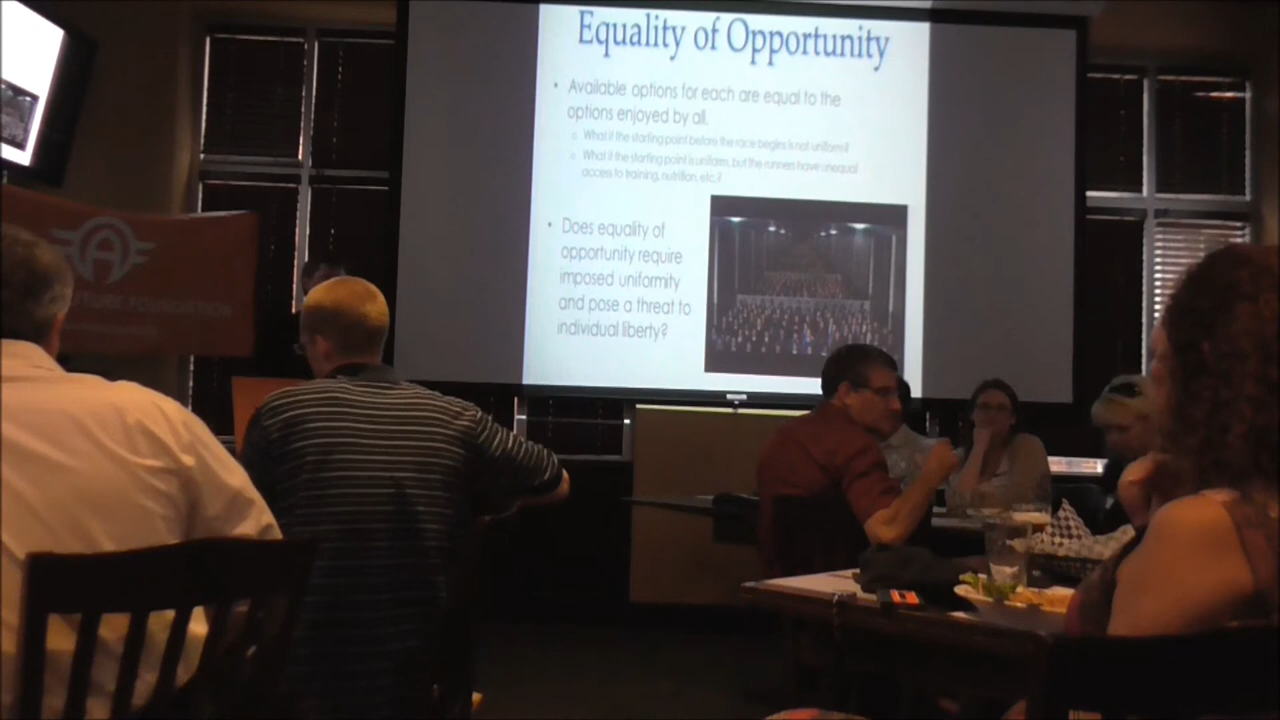 Equality of Opportunity
• Available options for each are equal to the
options enjoyed by all.
○ What if the starting point before the race begins is not uniform?
○ What if the starting point is uniform, but the runners have unequal
access to training, nutrition, etc.?
• Does equality of
opportunity require
imposed uniformity
and pose a threat to
individual liberty?
A
FOUNDATION